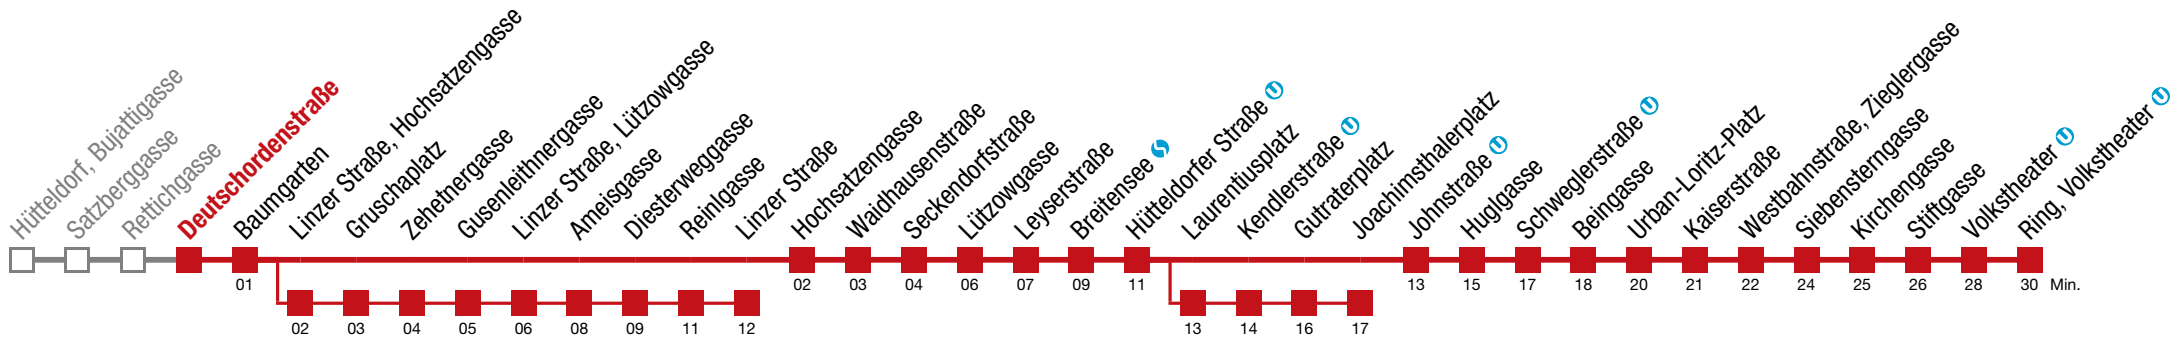 Hütteldorf, Bujattigasse
Satzberggasse
Rettichgasse
Deutschordenstraße
Baumgarten
Linzer Straße, Hochsatzengasse
Gruschaplatz
Zehetnergasse
Gusenleithnergasse
Linzer Straße, Lützowgasse
Ameisgasse
Diesterweggasse
Reinlgasse
Linzer Straße
Hochsatzengasse
Waidhausenstraße
Seckendorfstraße
Lützowgasse
Leyserstraße
Breitensee
Hütteldorfer Straße U
Laurentiusplatz
Kendlerstraße U
Gutraterplatz
Joachimsthalerplatz
Johnstraße U
Huglgasse
Schweglerstraße U
Beingasse
Urban-Loritz-Platz
Kaiserstraße
Westbahnstraße, Zieglergasse
Siebensterngasse
Kirchengasse
Stiftgasse
Volkstheater U
Ring, Volkstheater U
01 02 03 04 06 07 09 11 13 15 17 18 20 21 22 24 25 26 28 30 Min.
02 03 04 05 06 08 09 11 12 13 14 16 17